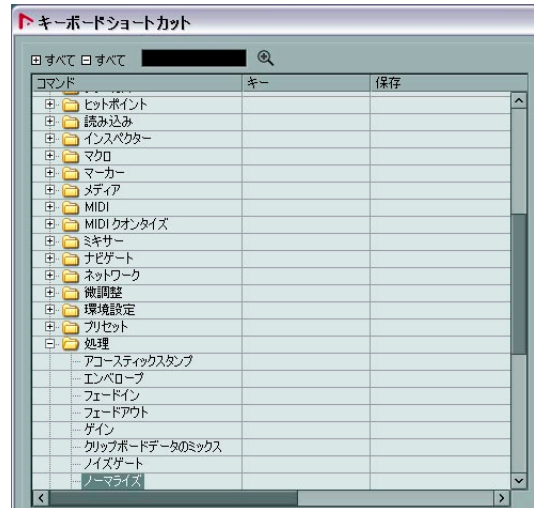 キーボードショートカット
すべて すべて
コマンド キー 保存
ヒットポイント
読み込み
インスペクター
マクロ
マーカー
メディア
MIDI
MIDI クオンタイズ
ミキサー
ナビゲート
ネットワーク
微調整
環境設定
プリセット
処理
アコースティックスタンプ
エンベロープ
フェードイン
フェードアウト
ゲイン
クリップボードデータのミックス
ノイズゲート
ノーマライズ